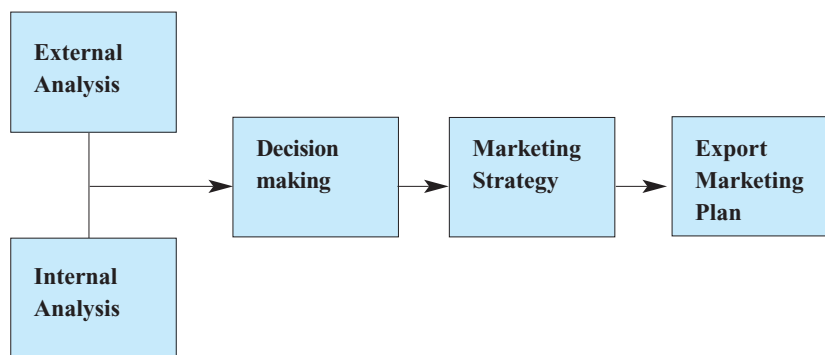 External
Analysis
Decision
making
Marketing
Strategy
Export
Marketing
Plan
Internal
Analysis